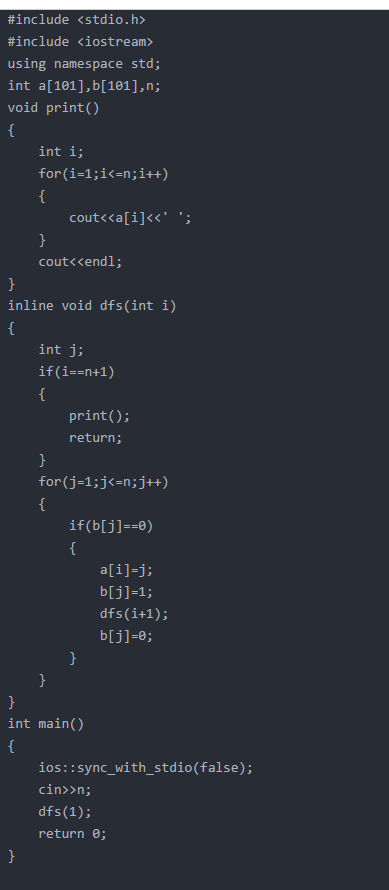 #include <stdio.h>
#include <iostream>
using namespace std;
int a[101],b[101],n;
void print()
{
    int i;
    for(i=1;i<=n;i++)
    {
        cout<<a[i]<<' ';
    }
    cout<<endl;
}
inline void dfs(int i)
{
    int j;
    if(i==n+1)
    {
        print();
        return;
    }
    for(j=1;j<=n;j++)
    {
        if(b[j]==0)
        {
            a[i]=j;
            b[j]=1;
            dfs(i+1);
            b[j]=0;
        }
    }
}
int main()
{
    ios::sync_with_stdio(false);
    cin>>n;
    dfs(1);
    return 0;
}